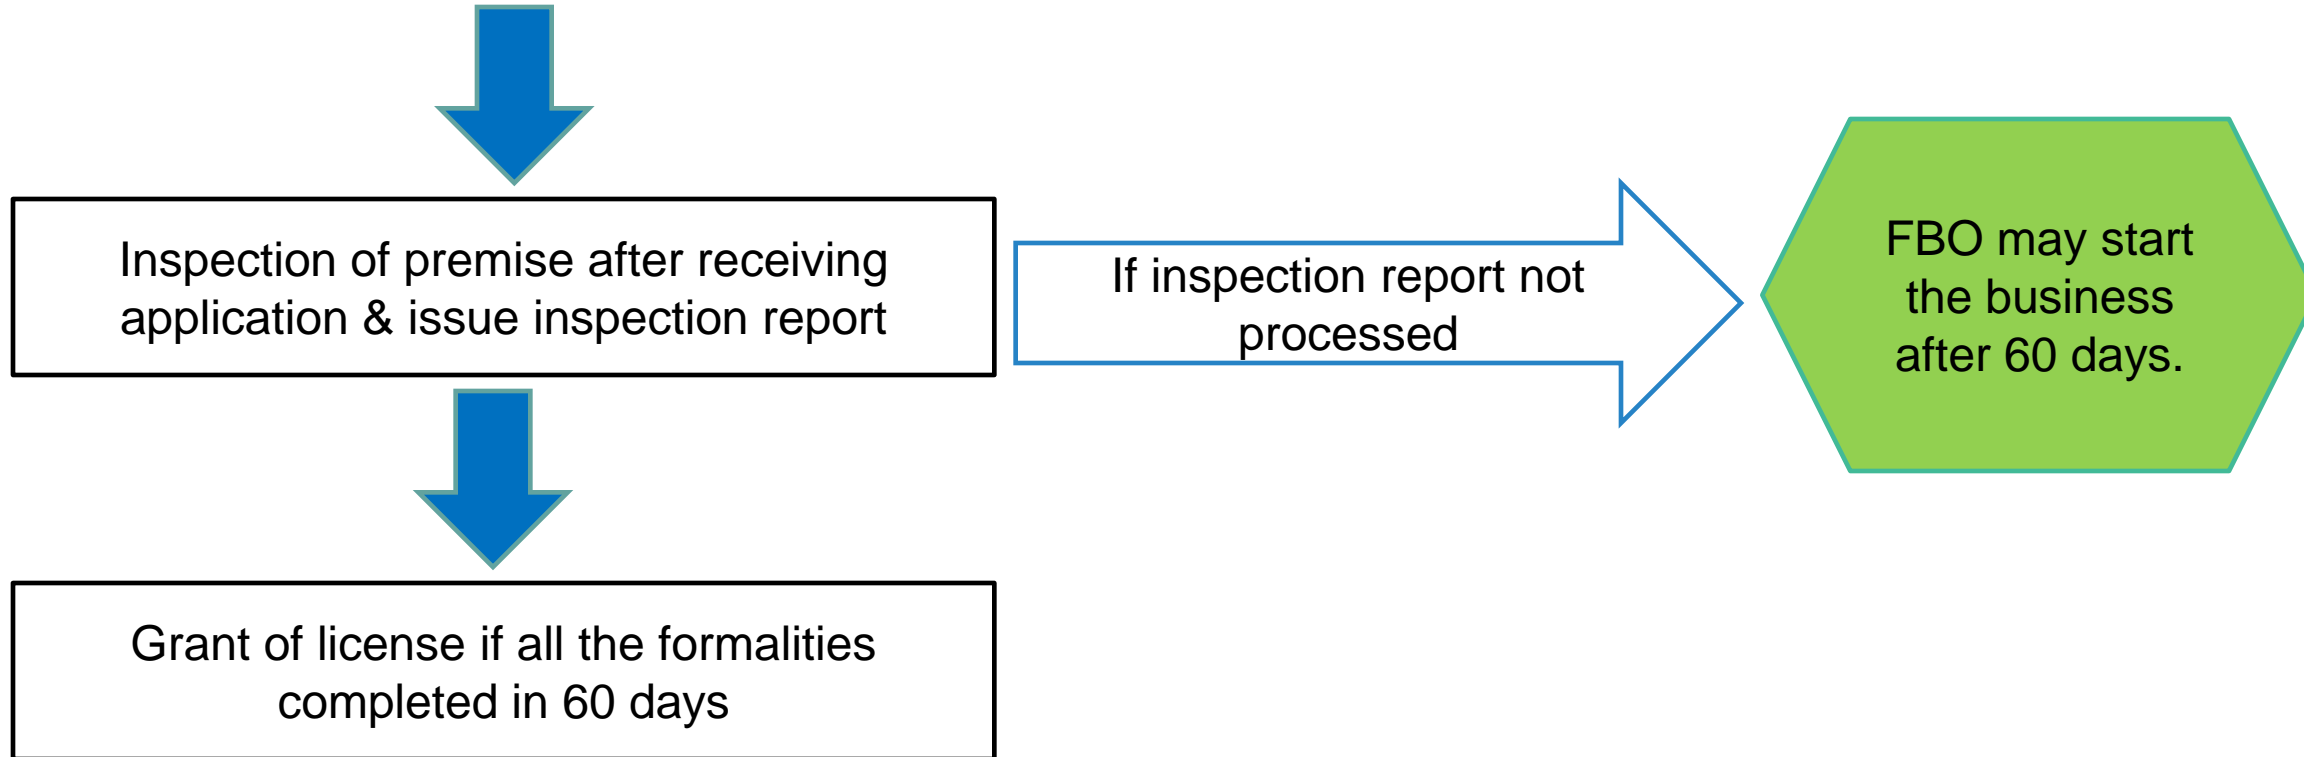 Inspection of premise after receiving
application & issue inspection report
If inspection report not
processed
FBO may start
the business
after 60 days.
Grant of license if all the formalities
completed in 60 days